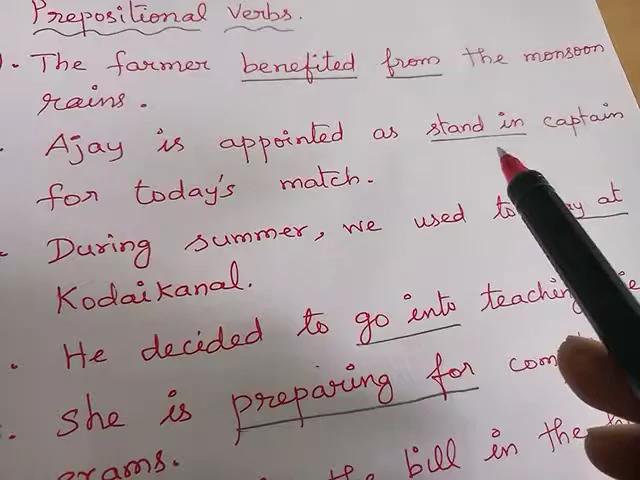 Prepositional verbs.
. The farmer benefited from the monsoon
rains.
. Ajay is appointed as stand in captain
for today's match.
During summer, we used to at
Kodaikanal.
. He decided to go into teaching
. She is preparing for
exams.
the bill in the